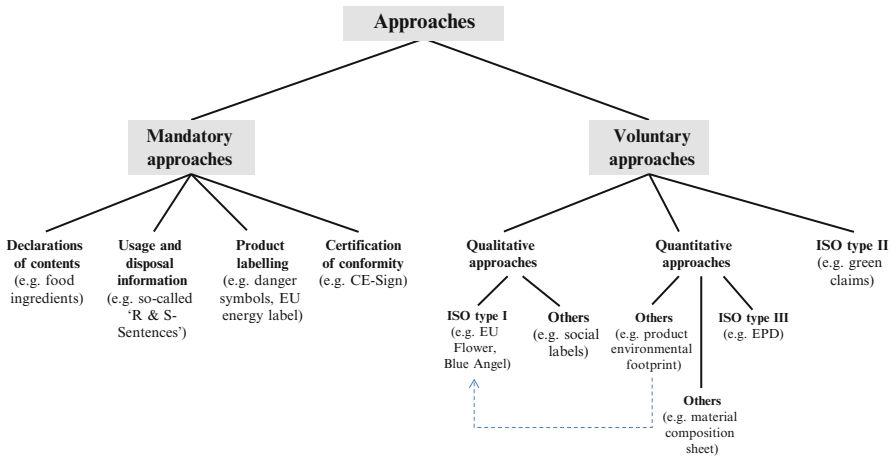 Approaches
Mandatory
approaches
Voluntary
approaches
Declarations
of contents
(e.g. food
ingredients)
Usage and
disposal
information
(e.g. so-called
‘R & S-
Sentences’)
Product
labelling
(e.g. danger
symbols, EU
energy label)
Certification
of conformity
(e.g. CE-Sign)
Qualitative
approaches
Quantitative
approaches
ISO type II
(e.g. green
claims)
ISO type I
(e.g. EU
Flower,
Blue Angel)
Others
(e.g. social
labels)
Others
(e.g. product
environmental
footprint)
ISO type III
(e.g. EPD)
Others
(e.g. material
composition
sheet)